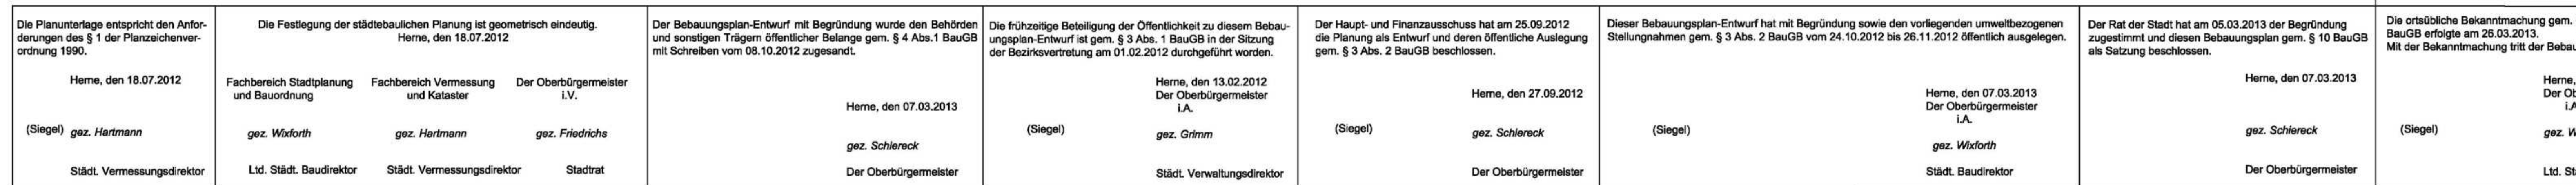 Die Planunterlage entspricht den Anfor-
derungen des § 1 der Planzeichenver-
ordnung 1990.
Herne, den 18.07.2012
(Siegel) gez. Hartmann
Städt. Vermessungsdirektor
Die Festlegung der städtebaulichen Planung ist geometrisch eindeutig.
Herne, den 18.07.2012
Fachbereich Stadtplanung
und Bauordnung
gez. Wixforth
Ltd. Städt. Baudirektor
Fachbereich Vermessung
und Kataster
gez. Hartmann
Städt. Vermessungsdirektor
Der Oberbürgermeister
i.V.
gez. Friedrichs
Stadtrat
Der Bebauungsplan-Entwurf mit Begründung wurde den Behörden
und sonstigen Trägern öffentlicher Belange gem. § 4 Abs.1 BauGB
mit Schreiben vom 08.10.2012 zugesandt.
Herne, den 07.03.2013
gez. Schiereck
Der Oberbürgermeister
Die frühzeitige Beteiligung der Öffentlichkeit zu diesem Bebau-
ungsplan-Entwurf ist gem. § 3 Abs. 1 BauGB in der Sitzung
der Bezirksvertretung am 01.02.2012 durchgeführt worden.
Herne, den 13.02.2012
Der Oberbürgermeister
i.A.
(Siegel) gez. Grimm
Städt. Verwaltungsdirektor
Der Haupt- und Finanzausschuss hat am 25.09.2012
die Planung als Entwurf und deren öffentliche Auslegung
gem. § 3 Abs. 2 BauGB beschlossen.
Herne, den 27.09.2012
(Siegel) gez. Schiereck
Der Oberbürgermeister
Dieser Bebauungsplan-Entwurf hat mit Begründung sowie den vorliegenden umweltbezogenen
Stellungnahmen gem. § 3 Abs. 2 BauGB vom 24.10.2012 bis 26.11.2012 öffentlich ausgelegen.
Herne, den 07.03.2013
Der Oberbürgermeister
i.A.
(Siegel)
gez. Wixforth
Städt. Baudirektor
Der Rat der Stadt hat am 05.03.2013 der Begründung
zugestimmt und diesen Bebauungsplan gem. § 10 BauGB
als Satzung beschlossen.
Herne, den 07.03.2013
gez. Schiereck
Der Oberbürgermeister
Die ortsübliche Bekanntmachung gem.
BauGB erfolgte am 26.03.2013.
Mit der Bekanntmachung tritt der
Herne,
Der
(Siegel) gez.
Ltd.